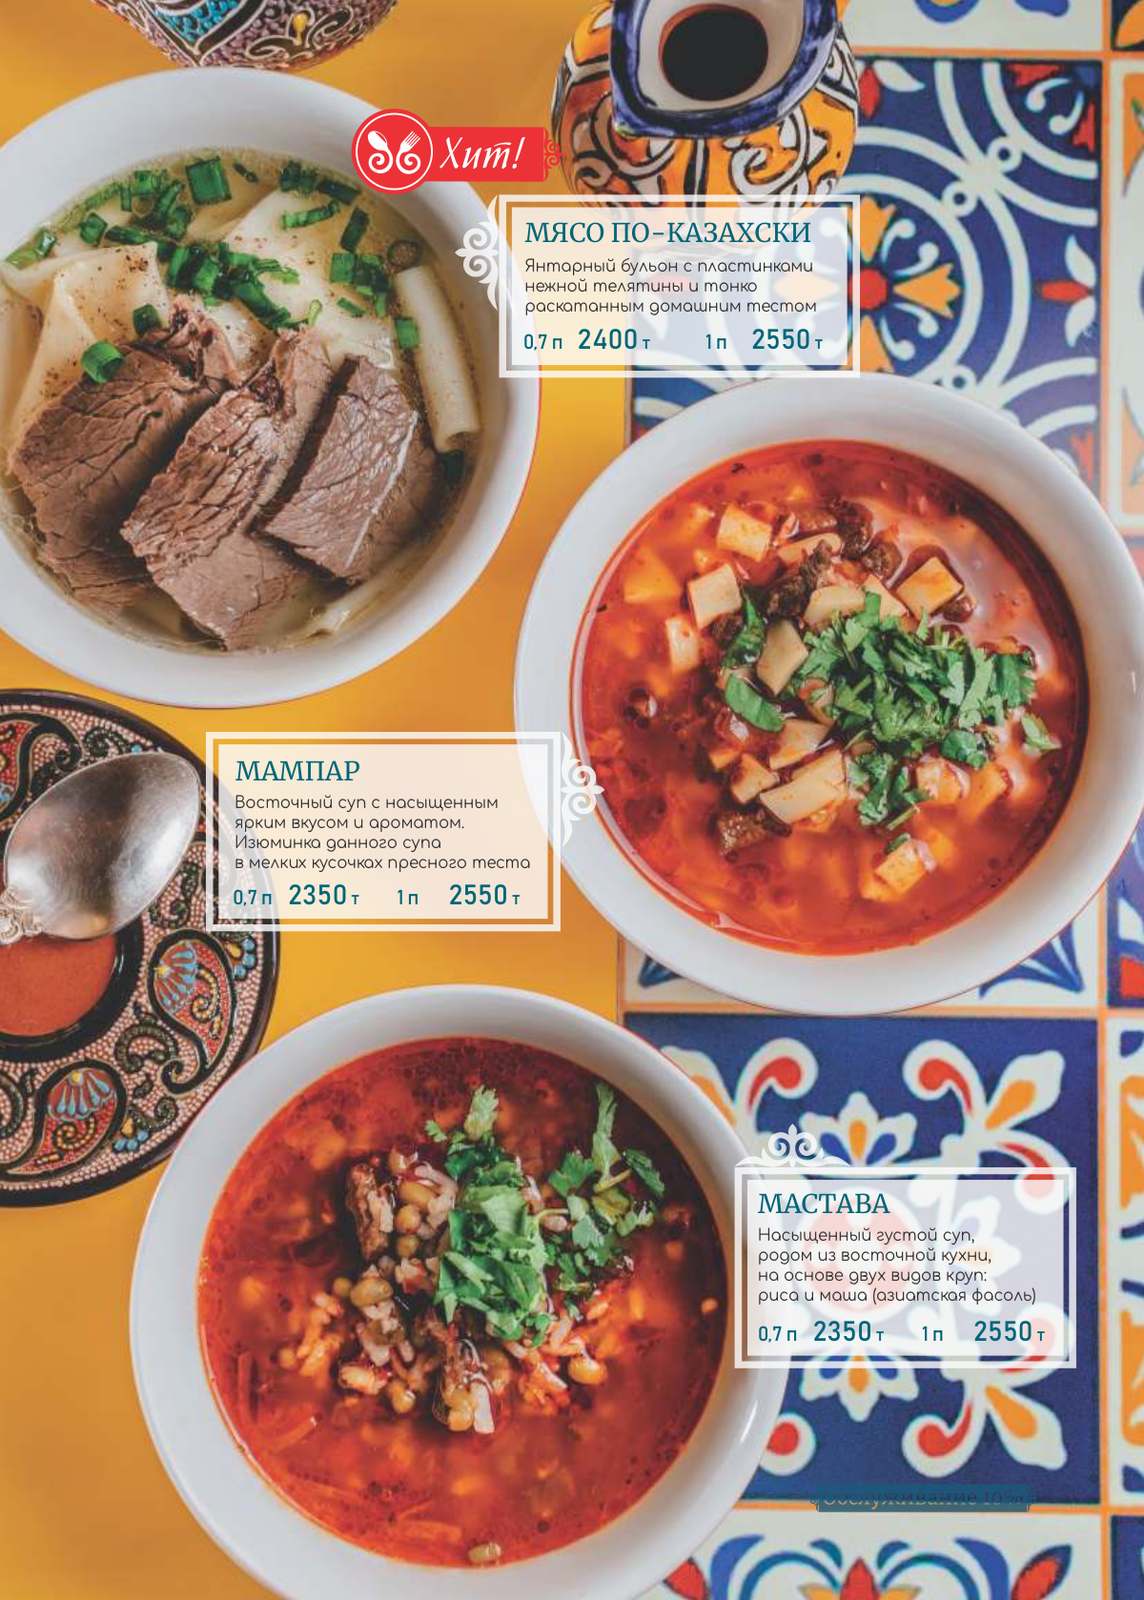 Хит!
МЯСО ПО-КАЗАХСКИ
Янтарный бульон с пластинками
нежной телятины и тонко
раскатанным домашним тестом
0,7 п 2400 т 1 п 2550 т
МАМПАР
Восточный суп с насыщенным
ярким вкусом и ароматом.
Изюминка данного супа
в мелких кусочках пресного теста
0,7 п 2350 т 1 п 2550 т
МАСТАВА
Насыщенный густой суп,
родом из восточной кухни,
на основе двух видов круп:
риса и маша (азиатская фасоль)
0,7 п 2350 т 1 п 2550 т
Обслуживание 10%